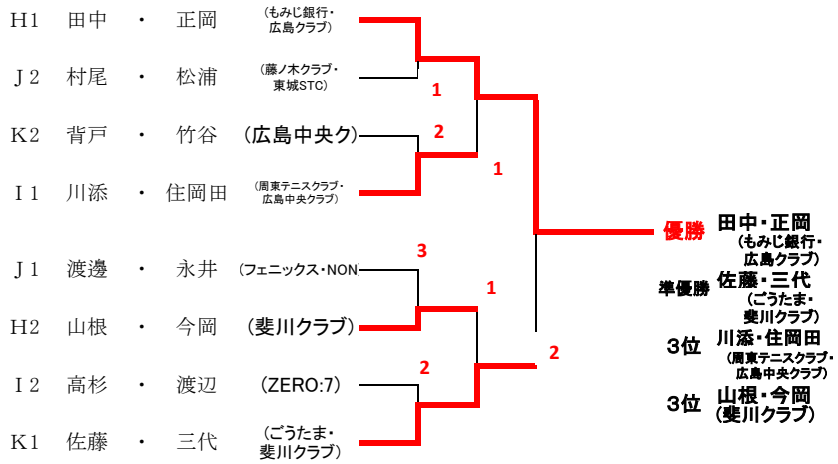 H1 田中 ・ 正岡 (もみじ銀行・
広島クラブ)
J2 村尾 ・ 松浦 (藤ノ木クラブ・
東城STC)
1
K2 背戸 ・ 竹谷 (広島中央ク)
2
1
I1 川添 ・ 住岡田 (周東テニスクラブ・
広島中央クラブ)
優勝 田中・正岡
(もみじ銀行・
広島クラブ)
J1 渡邊 ・ 永井 (フェニックス・NON
3
1
準優勝 佐藤・三代
(ごうたま・
斐川クラブ)
H2 山根 ・ 今岡 (斐川クラブ)
2
3位 川添・住岡田
(周東テニスクラブ・
広島中央クラブ)
I2 高杉 ・ 渡辺 (ZERO:7)
2
3位 山根・今岡
(斐川クラブ)
K1 佐藤 ・ 三代 (ごうたま・
斐川クラブ)